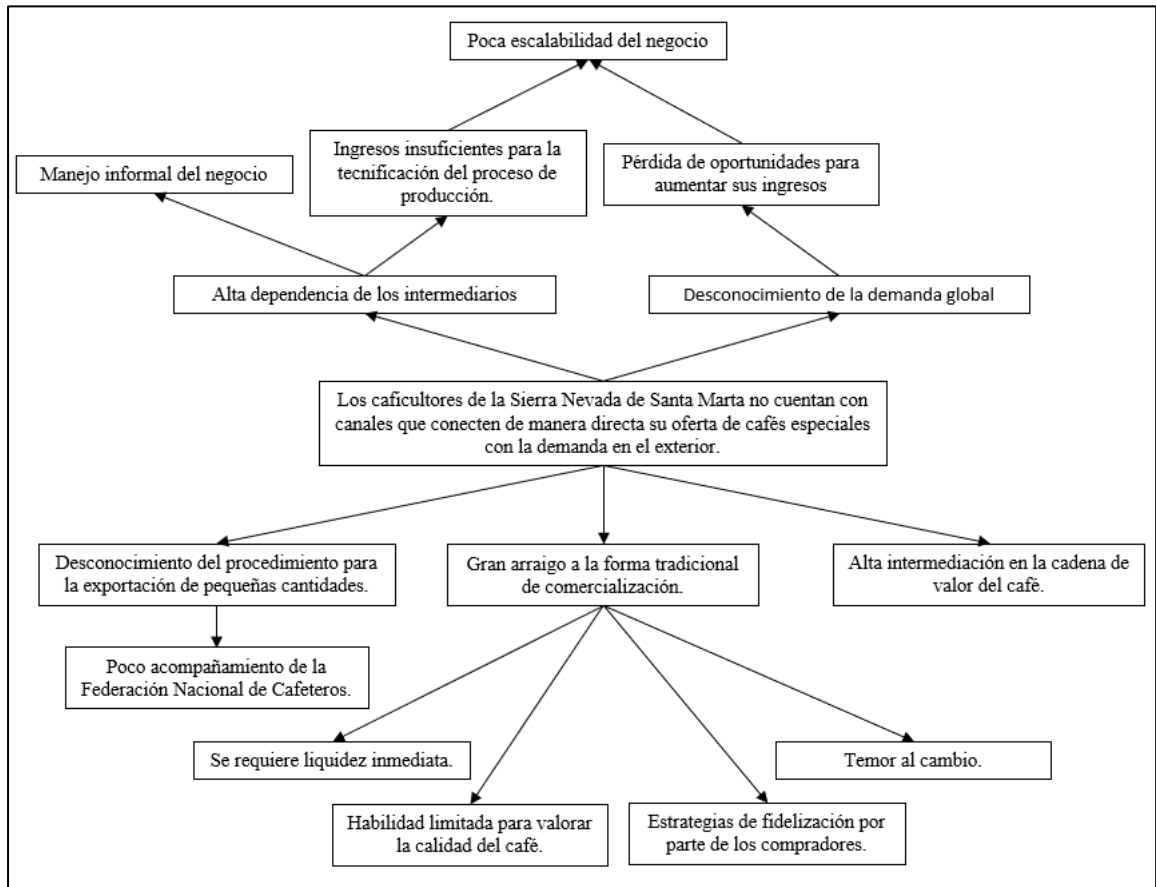 Poca escalabilidad del negocio
Ingresos insuficientes para la
tecnificación del proceso de
producción.
Pérdida de oportunidades para
aumentar sus ingresos
Manejo informal del negocio
Alta dependencia de los intermediarios
Desconocimiento de la demanda global
Los caficultores de la Sierra Nevada de Santa Marta no cuentan con
canales que conecten de manera directa su oferta de cafés especiales
con la demanda en el exterior.
Desconocimiento del procedimiento para
la exportación de pequeñas cantidades.
Gran arraigo a la forma tradicional
de comercialización.
Alta intermediación en la cadena de
valor del café.
Poco acompañamiento de la
Federación Nacional de Cafeteros.
Se requiere liquidez inmediata.
Temor al cambio.
Habilidad limitada para valorar
la calidad del café.
Estrategias de fidelización por
parte de los compradores.